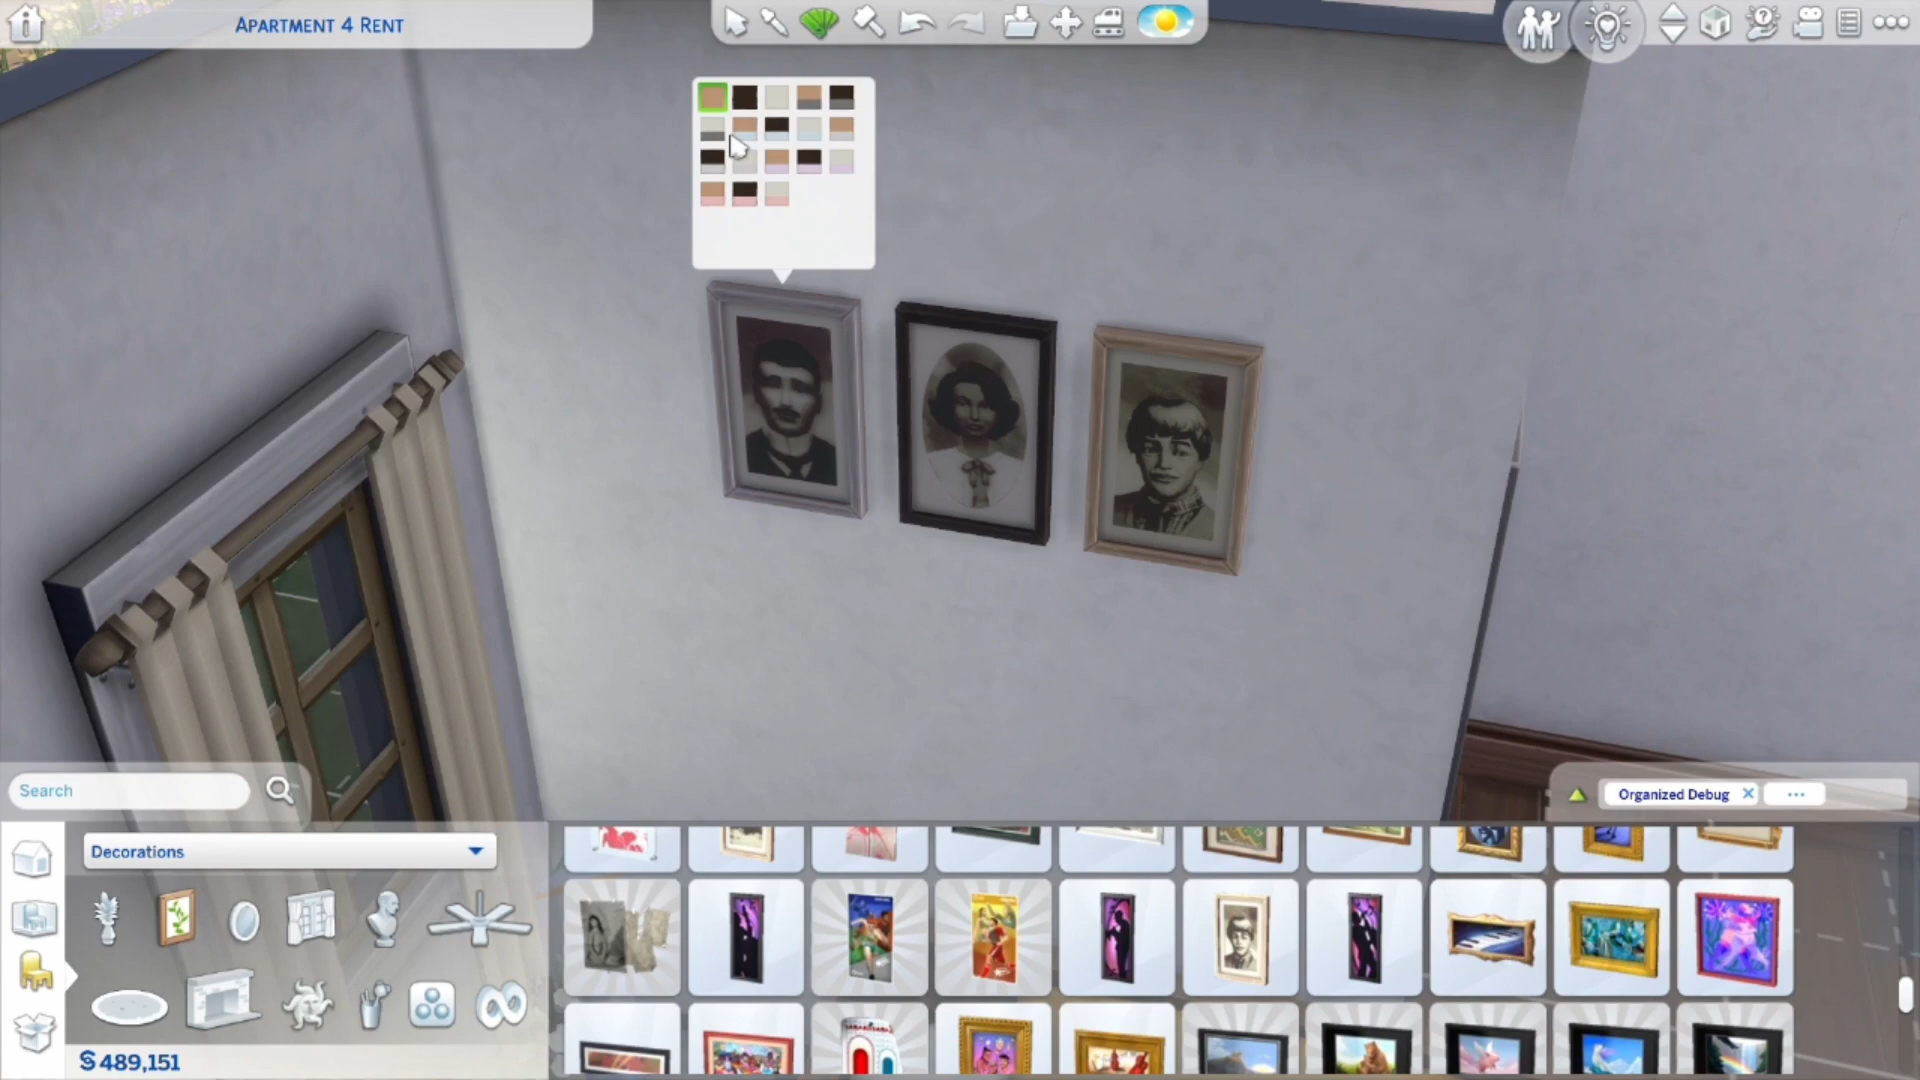 APARTMENT 4 RENT
Search
Organized Debug
Decorations
§489,151